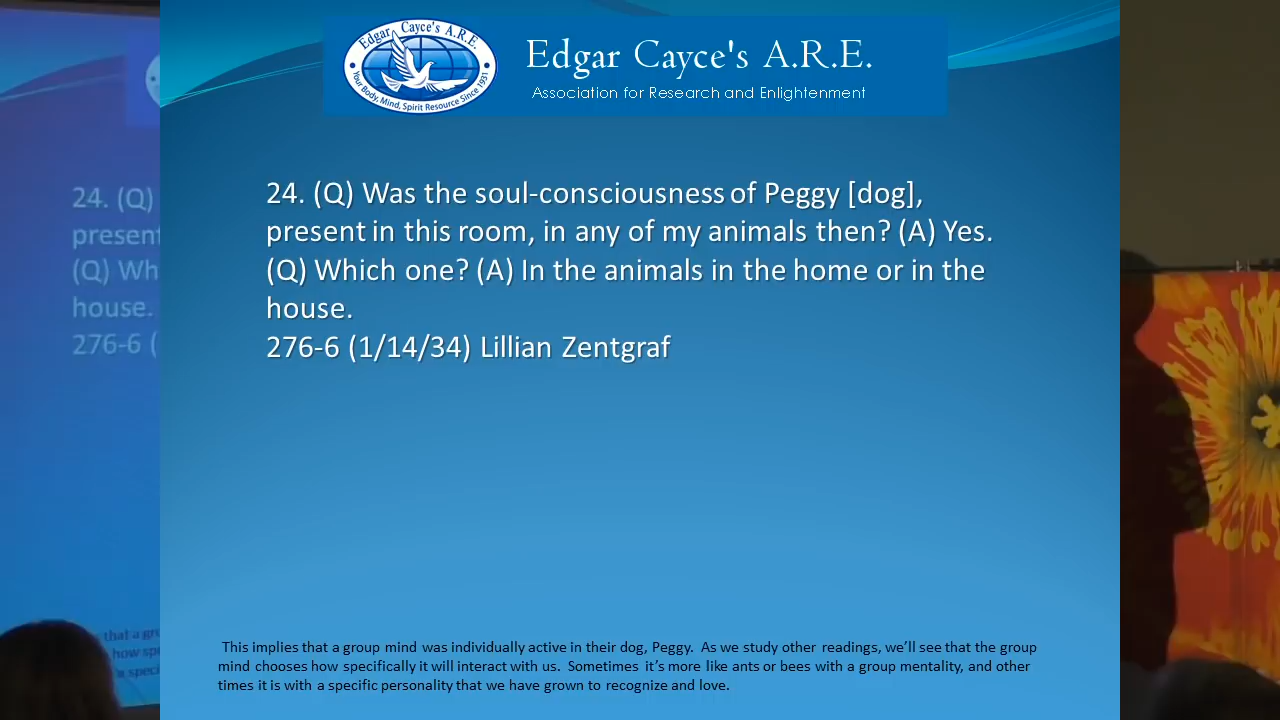 Edgar Cayce's A.R.E.
Your Body, Mind, Spirit Resource Since 1931
Edgar Cayce's A.R.E.
Association for Research and Enlightenment
24. (Q) Was the soul-consciousness of Peggy [dog],
present in this room, in any of my animals then? (A) Yes.
(Q) Which one? (A) In the animals in the home or in the
house.
276-6 (1/14/34) Lillian Zentgraf
24. (Q)
present
(Q) Wh
house.
276-6 (
This implies that a group mind was individually active in their dog, Peggy. As we study other readings, we'll see that the group
mind chooses how specifically it will interact with us. Sometimes it's more like ants or bees with a group mentality, and other
times it is with a specific personality that we have grown to recognize and love.